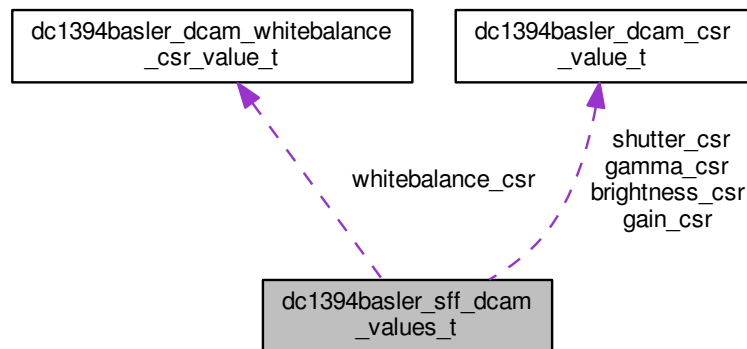 dc1394basler_dcam_whitebalance
_csr_value_t
dc1394basler_dcam_csr
_value_t
shutter_csr
gamma_csr
brightness_csr
gain_csr
whitebalance_csr
dc1394basler_sff_dcam
_values_t